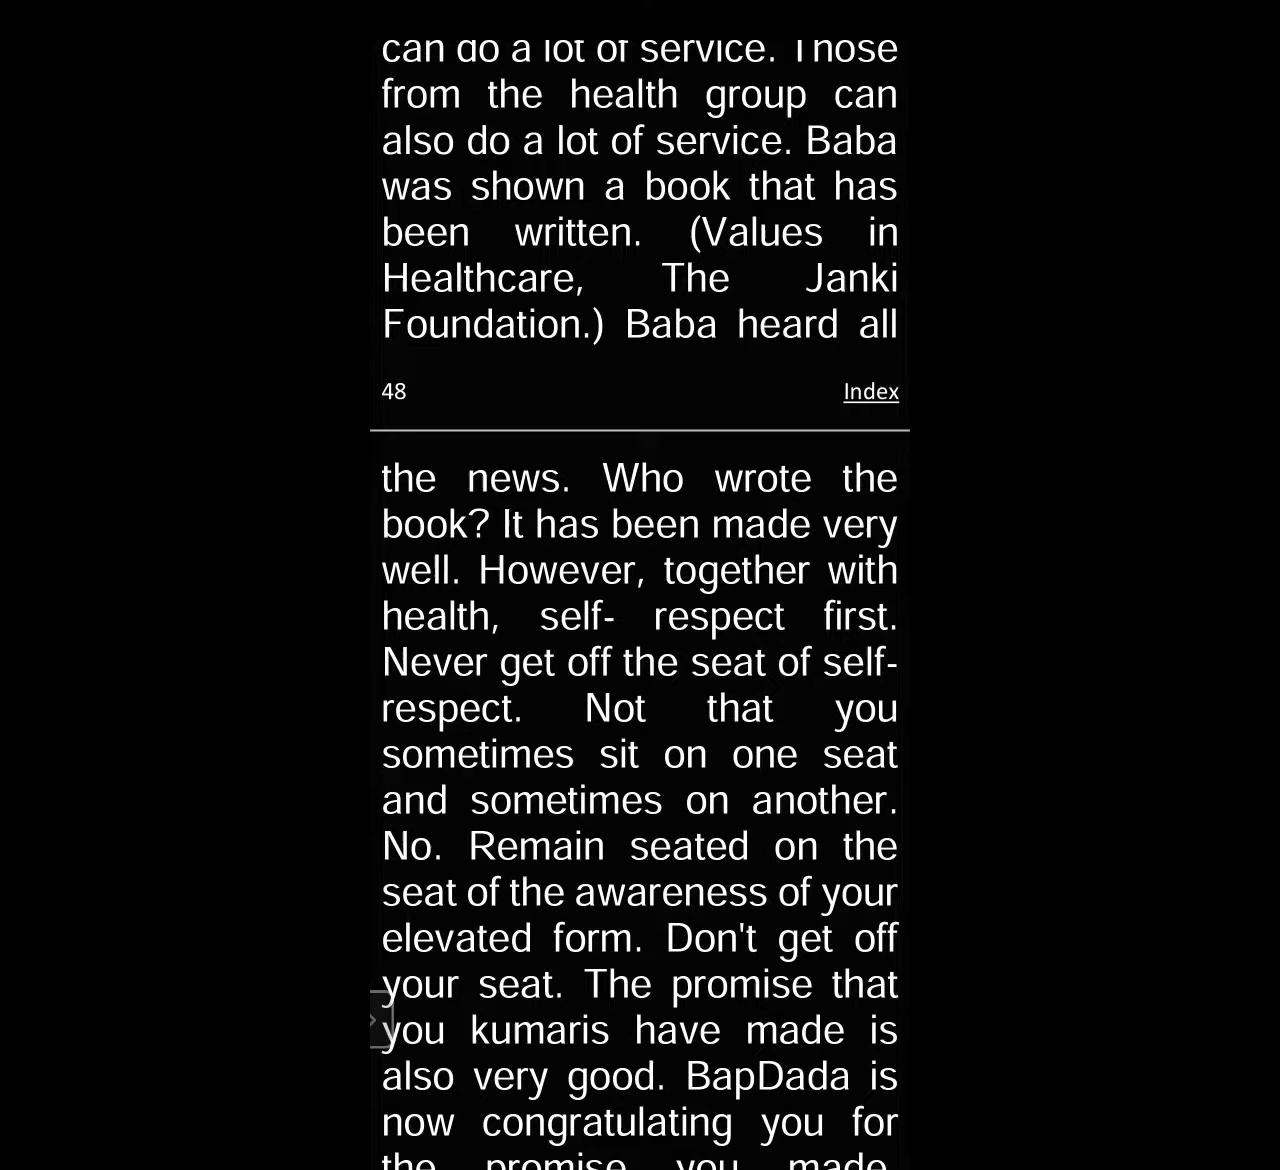 can do a lot of service. Those
from the health group can
also do a lot of service. Baba
was shown a book that has
been written. (Values in
Healthcare, The Janki
Foundation.) Baba heard all
48 Index
the news. Who wrote the
book? It has been made very
well. However, together with
health, self- respect first.
Never get off the seat of self-
respect. Not that you
sometimes sit on one seat
and sometimes on another.
No. Remain seated on the
seat of the awareness of your
elevated form. Don't get off
your seat. The promise that
you kumaris have made is
also very good. BapDada is
now congratulating you for
the promise you made.